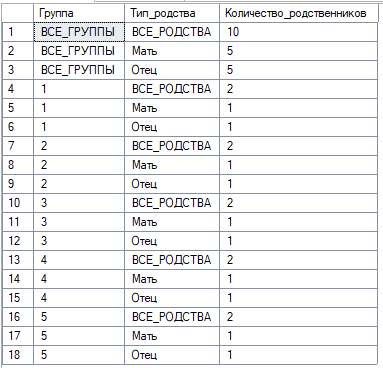 Группа Тип_родства Количество_родственников
1 ВСЕ_ГРУППЫ ВСЕ_РОДСТВА 10
2 ВСЕ_ГРУППЫ Мать 5
3 ВСЕ_ГРУППЫ Отец 5
4 1 ВСЕ_РОДСТВА 2
5 1 Мать 1
6 1 Отец 1
7 2 ВСЕ_РОДСТВА 2
8 2 Мать 1
9 2 Отец 1
10 3 ВСЕ_РОДСТВА 2
11 3 Мать 1
12 3 Отец 1
13 4 ВСЕ_РОДСТВА 2
14 4 Мать 1
15 4 Отец 1
16 5 ВСЕ_РОДСТВА 2
17 5 Мать 1
18 5 Отец 1